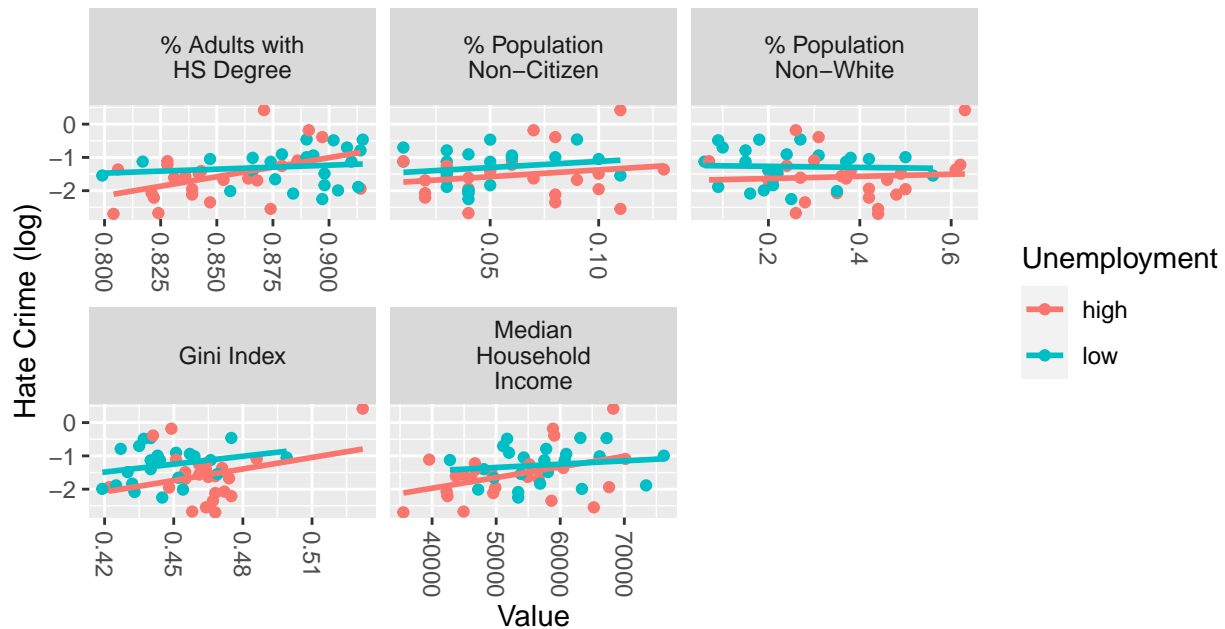 % Adults with
HS Degree
% Population
Non−Citizen
% Population
Non−White
0
−1
−2
0.800
0.825
0.850
0.875
0.900
0.05
0.10
0.2
0.4
0.6
Hate Crime (log)
Gini Index
Median
Household
Income
0
−1
−2
0.42
0.45
0.48
0.51
40000
50000
60000
70000
Value
Unemployment
high
low